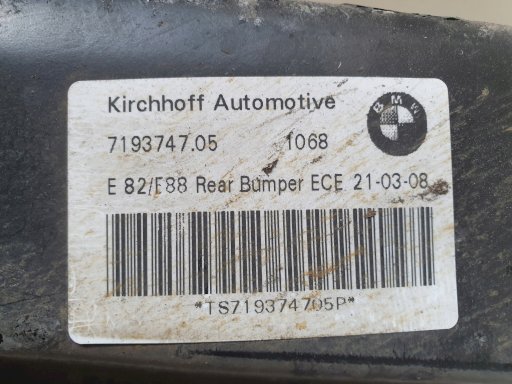 Kirchhoff Automotive
BMW
7193747.05 1068
E 82/E88 Rear Bumper ECE 21-03-08
*TS719374705P*